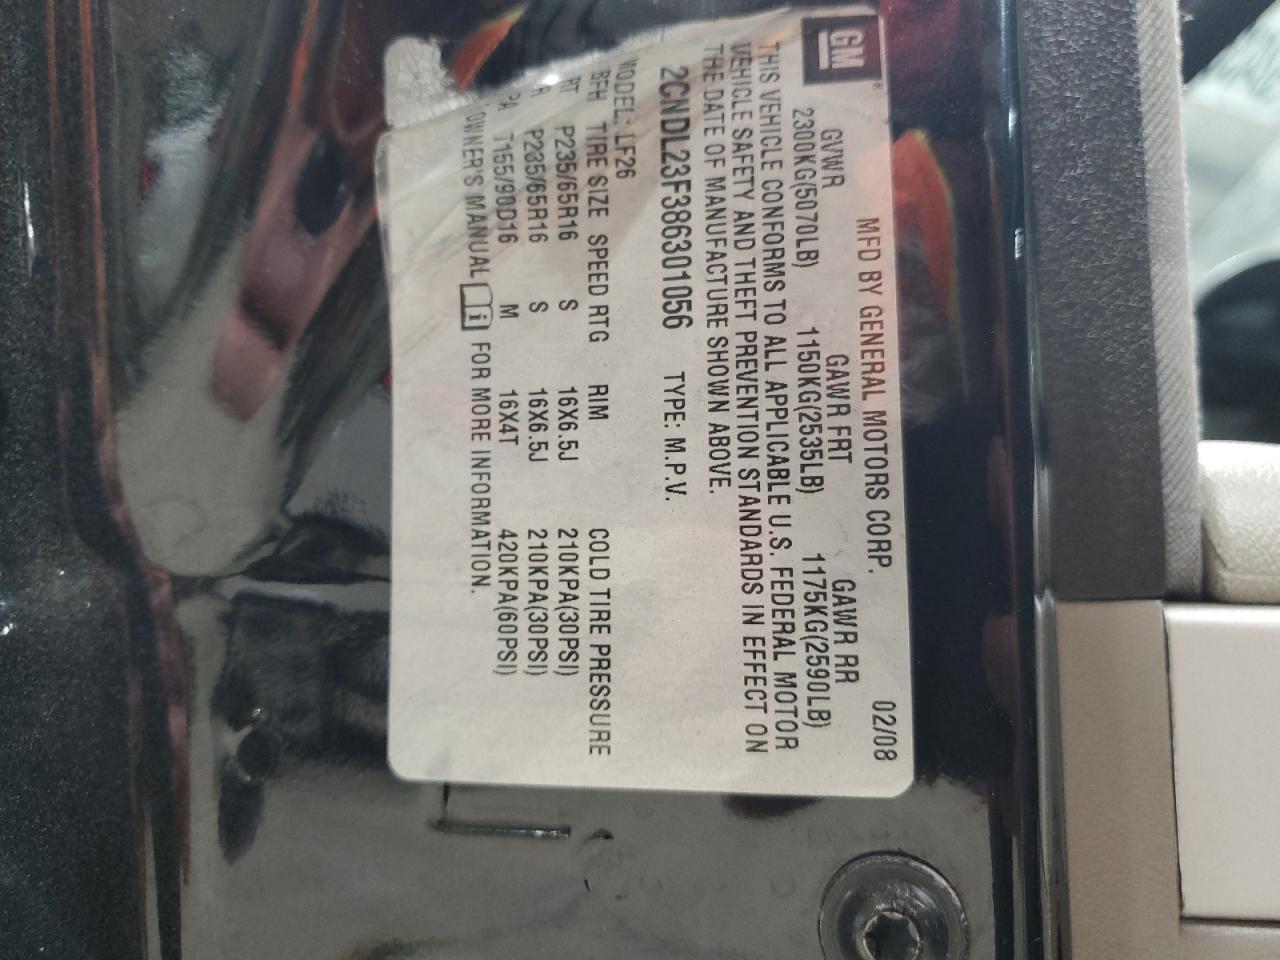 GM®
MFD BY GENERAL MOTORS CORP. 02/08
GVWR GAWR FRT GAWR RR
2300KG(5070LB) 1150KG(2535LB) 1175KG(2590LB)
THIS VEHICLE CONFORMS TO ALL APPLICABLE U.S. FEDERAL MOTOR
VEHICLE SAFETY AND THEFT PREVENTION STANDARDS IN EFFECT ON
THE DATE OF MANUFACTURE SHOWN ABOVE.
2CNDL23F386301056 TYPE: M.P.V.
MODEL: LF26
BFH TIRE SIZE SPEED RTG RIM COLD TIRE PRESSURE
RT P235/65R16 S 16X6.5J 210KPA(30PSI)
R P235/65R16 S 16X6.5J 210KPA(30PSI)
PA T155/90D16 M 16X4T 420KPA(60PSI)
OWNER'S MANUAL i FOR MORE INFORMATION.